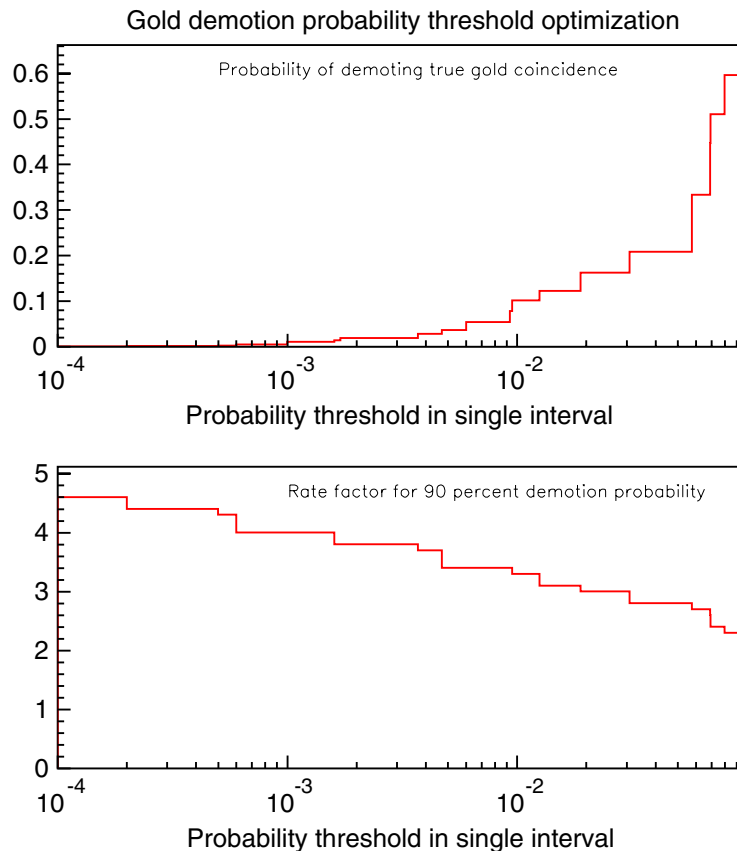 Gold demotion probability threshold optimization
Probability of demoting true gold coincidence
0.6
0.5
0.4
0.3
0.2
0.1
0
10⁻⁴ 10⁻³ 10⁻²
Probability threshold in single interval
Rate factor for 90 percent demotion probability
5
4
3
2
1
0
10⁻⁴ 10⁻³ 10⁻²
Probability threshold in single interval